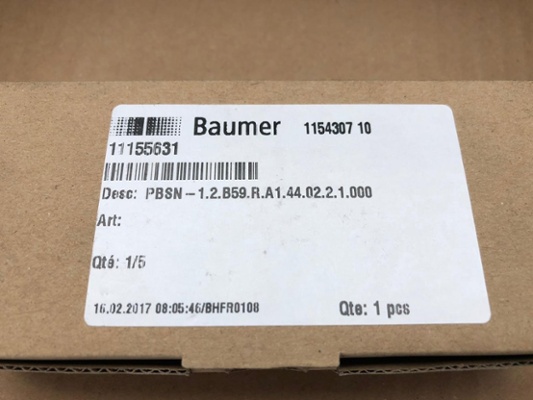 Baumer 1154307 10
11155631
Desc: PBSN-1.2.B59.R.A1.44.02.2.1.000
Art:
Qté: 1/5
16.02.2017 08:05:46/BHFR0108 Qte: 1 pcs